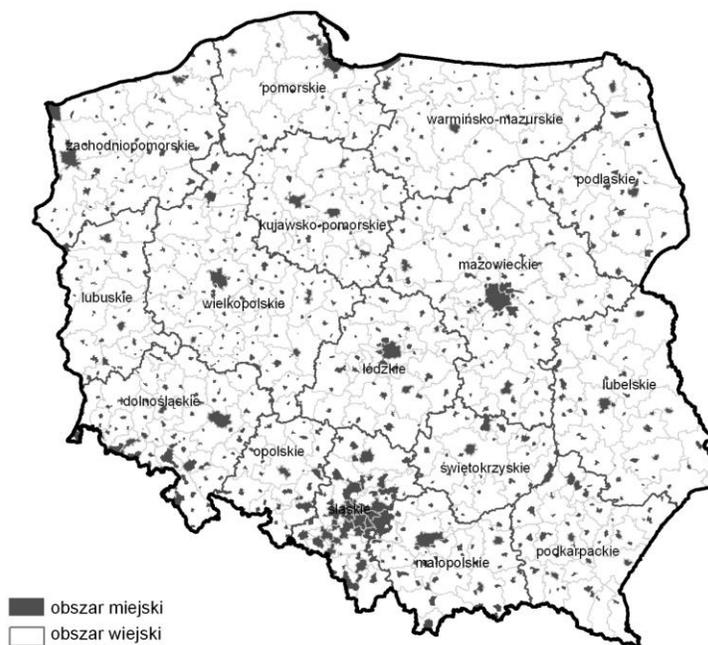 pomorskie
warmińsko-mazurskie
zachodniopomorskie
podlaskie
kujawsko-pomorskie
mazowieckie
lubuskie
wielkopolskie
łódzkie
lubelskie
dolnośląskie
opolskie
świętokrzyskie
śląskie
podkarpackie
małopolskie
obszar miejski
obszar wiejski